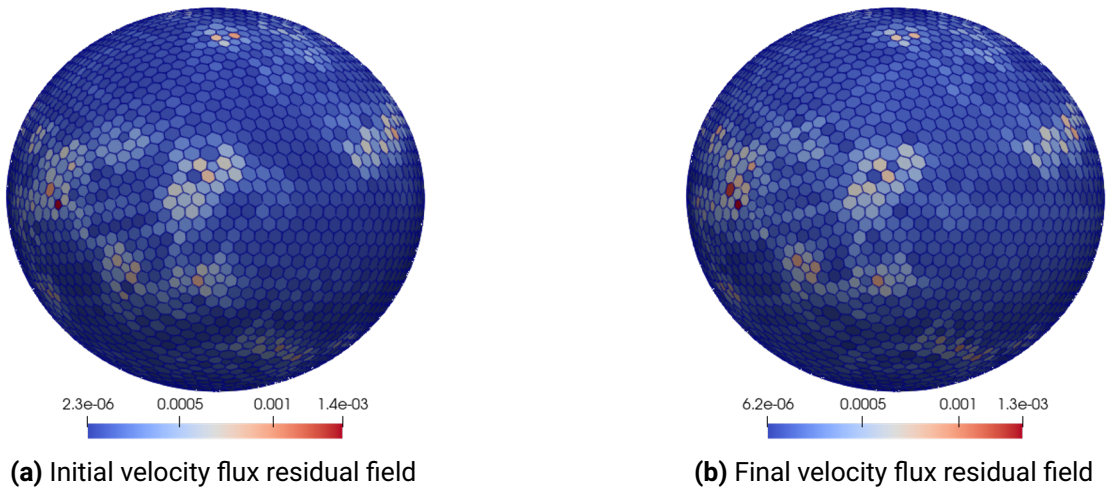 2.3e-06 0.0005 0.001 1.4e-03
(a) Initial velocity flux residual field
6.2e-06 0.0005 0.001 1.3e-03
(b) Final velocity flux residual field